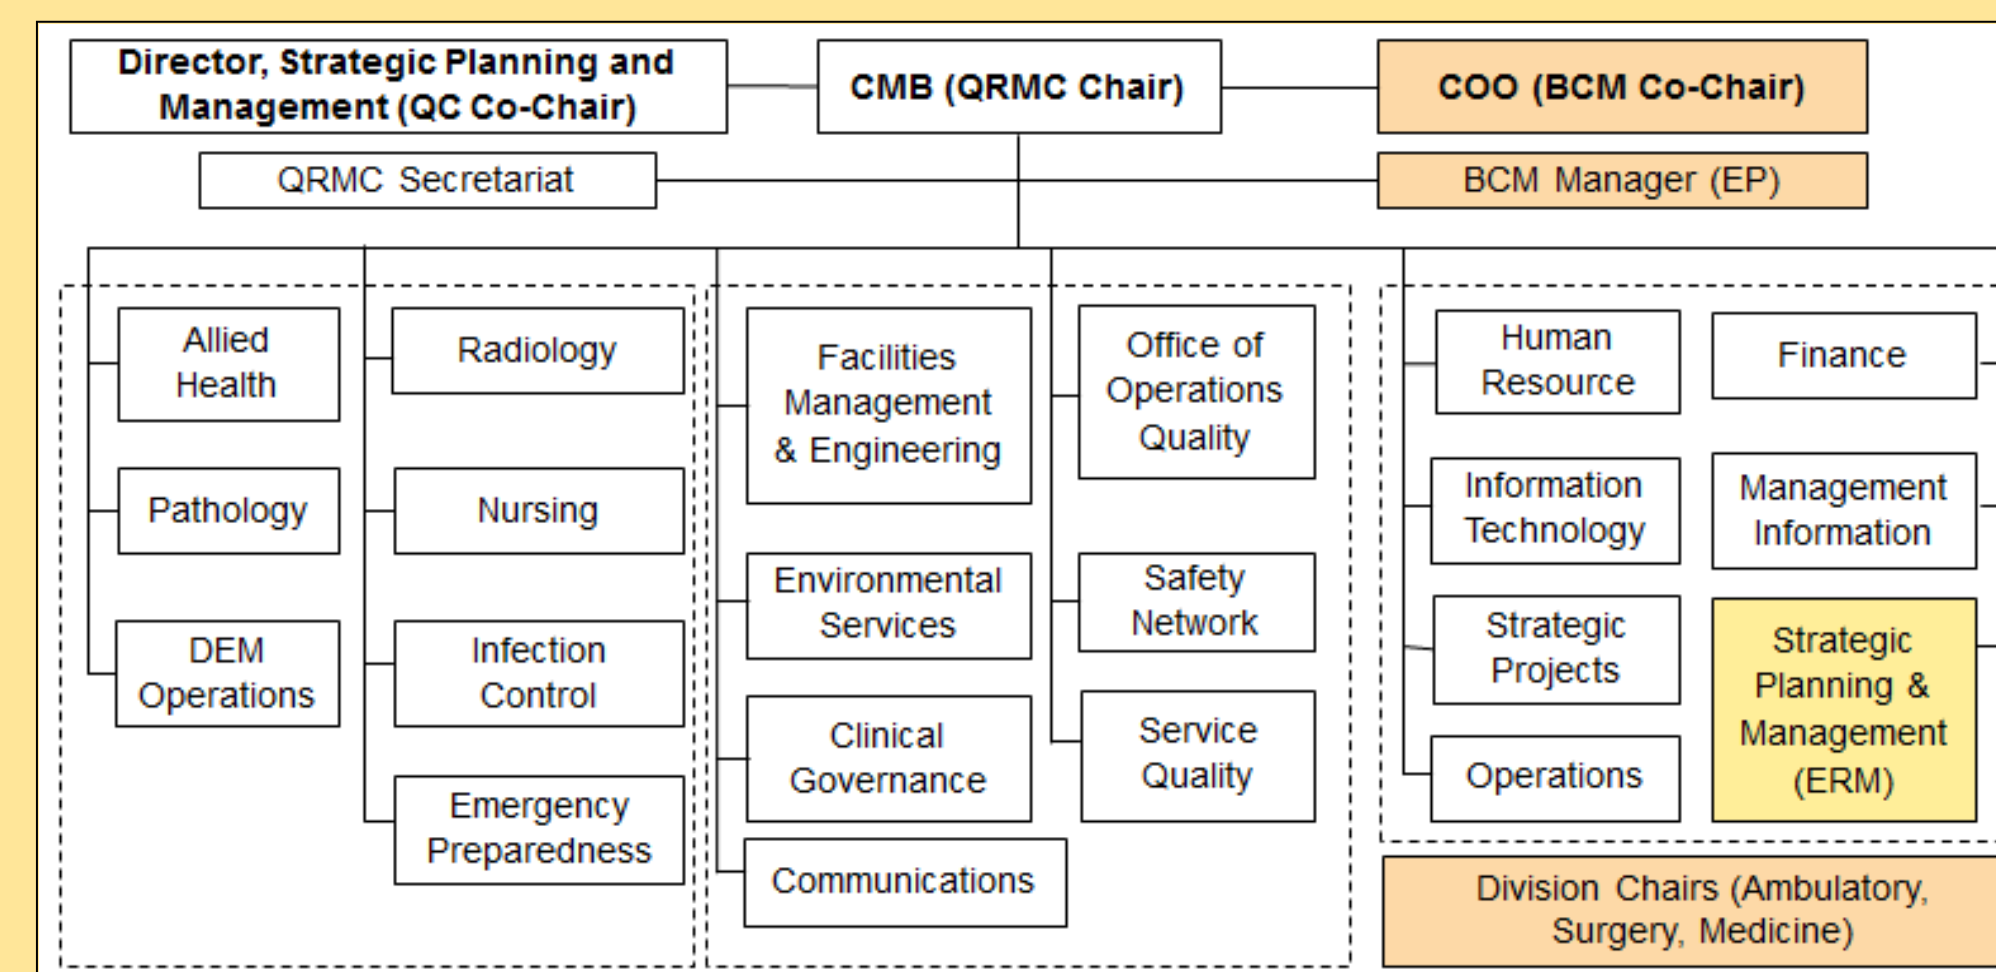 Director, Strategic Planning and
Management (QC Co-Chair)
CMB (QRMC Chair)
COO (BCM Co-Chair)
QRMC Secretariat
BCM Manager (EP)
Allied
Health
Radiology
Pathology
Nursing
DEM
Operations
Infection
Control
Emergency
Preparedness
Facilities
Management
& Engineering
Office of
Operations
Quality
Environmental
Services
Safety
Network
Clinical
Governance
Service
Quality
Communications
Human
Resource
Finance
Information
Technology
Management
Information
Strategic
Projects
Strategic
Planning &
Management
(ERM)
Operations
Division Chairs (Ambulatory,
Surgery, Medicine)